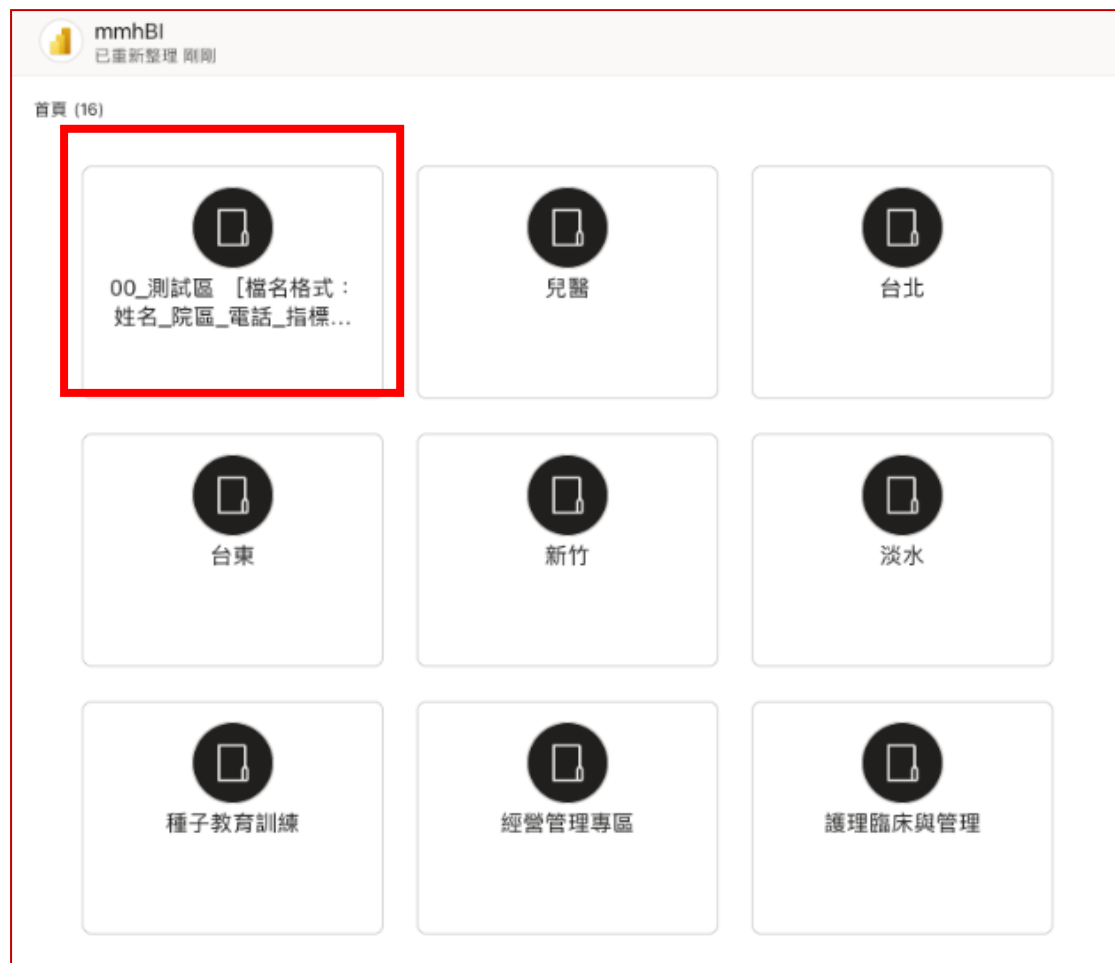 mmhBI
已重新整理 剛剛
首頁 (16)
00_測試區 [檔名格式：
姓名_院區_電話_指標...
兒醫
台北
台東
新竹
淡水
種子教育訓練
經營管理專區
護理臨床與管理